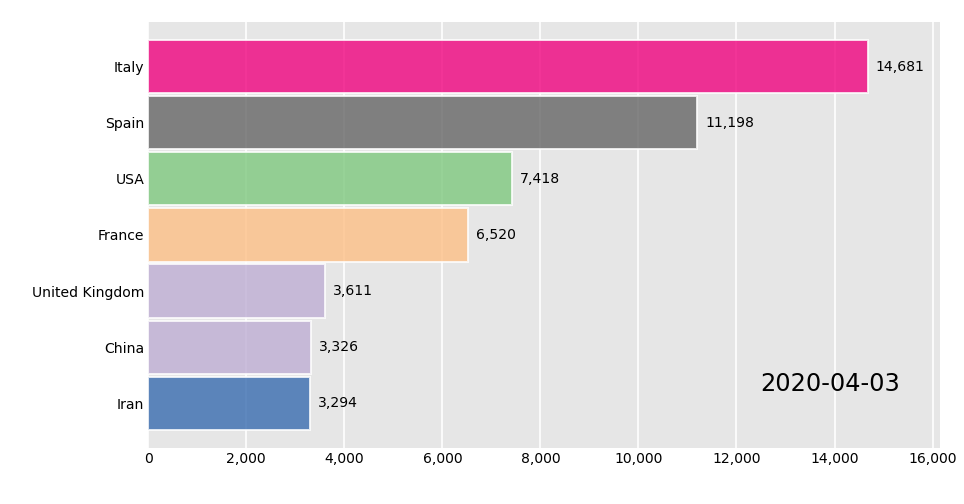 Italy 14,681
Spain 11,198
USA 7,418
France 6,520
United Kingdom 3,611
China 3,326
2020-04-03
Iran 3,294
0 2,000 4,000 6,000 8,000 10,000 12,000 14,000 16,000